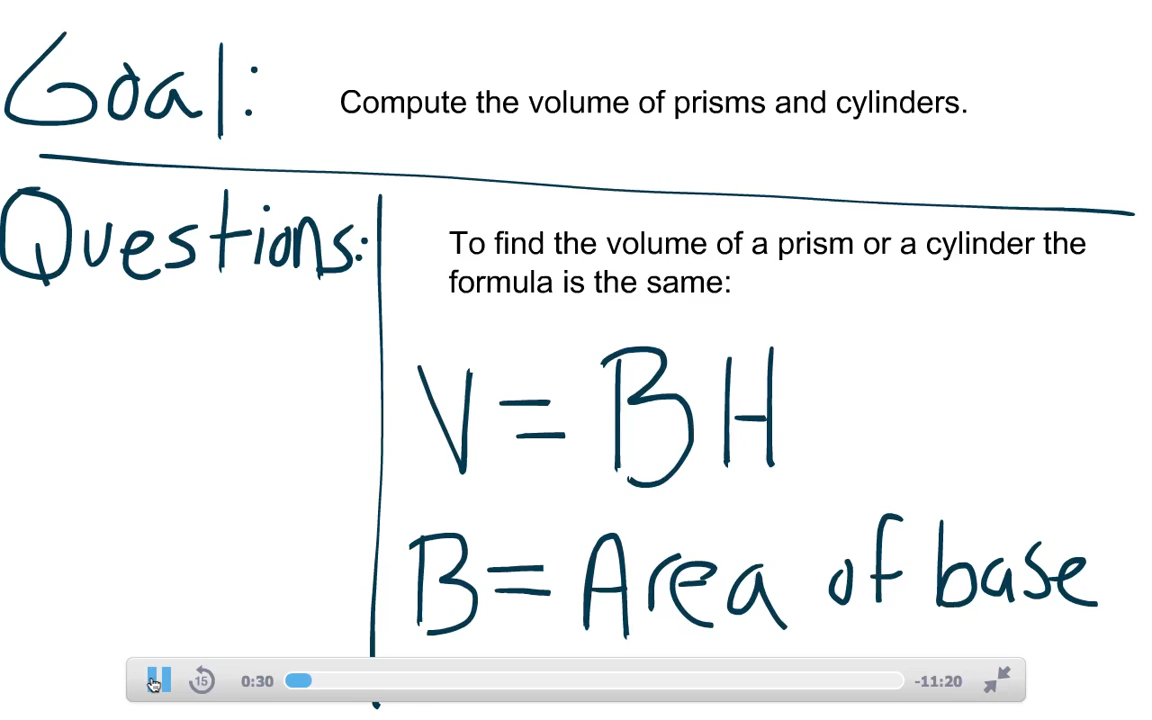 Goal:
Compute the volume of prisms and cylinders.
Questions:
To find the volume of a prism or a cylinder the
formula is the same:
V = BH
B = Area of base
15
0:30
-11:20